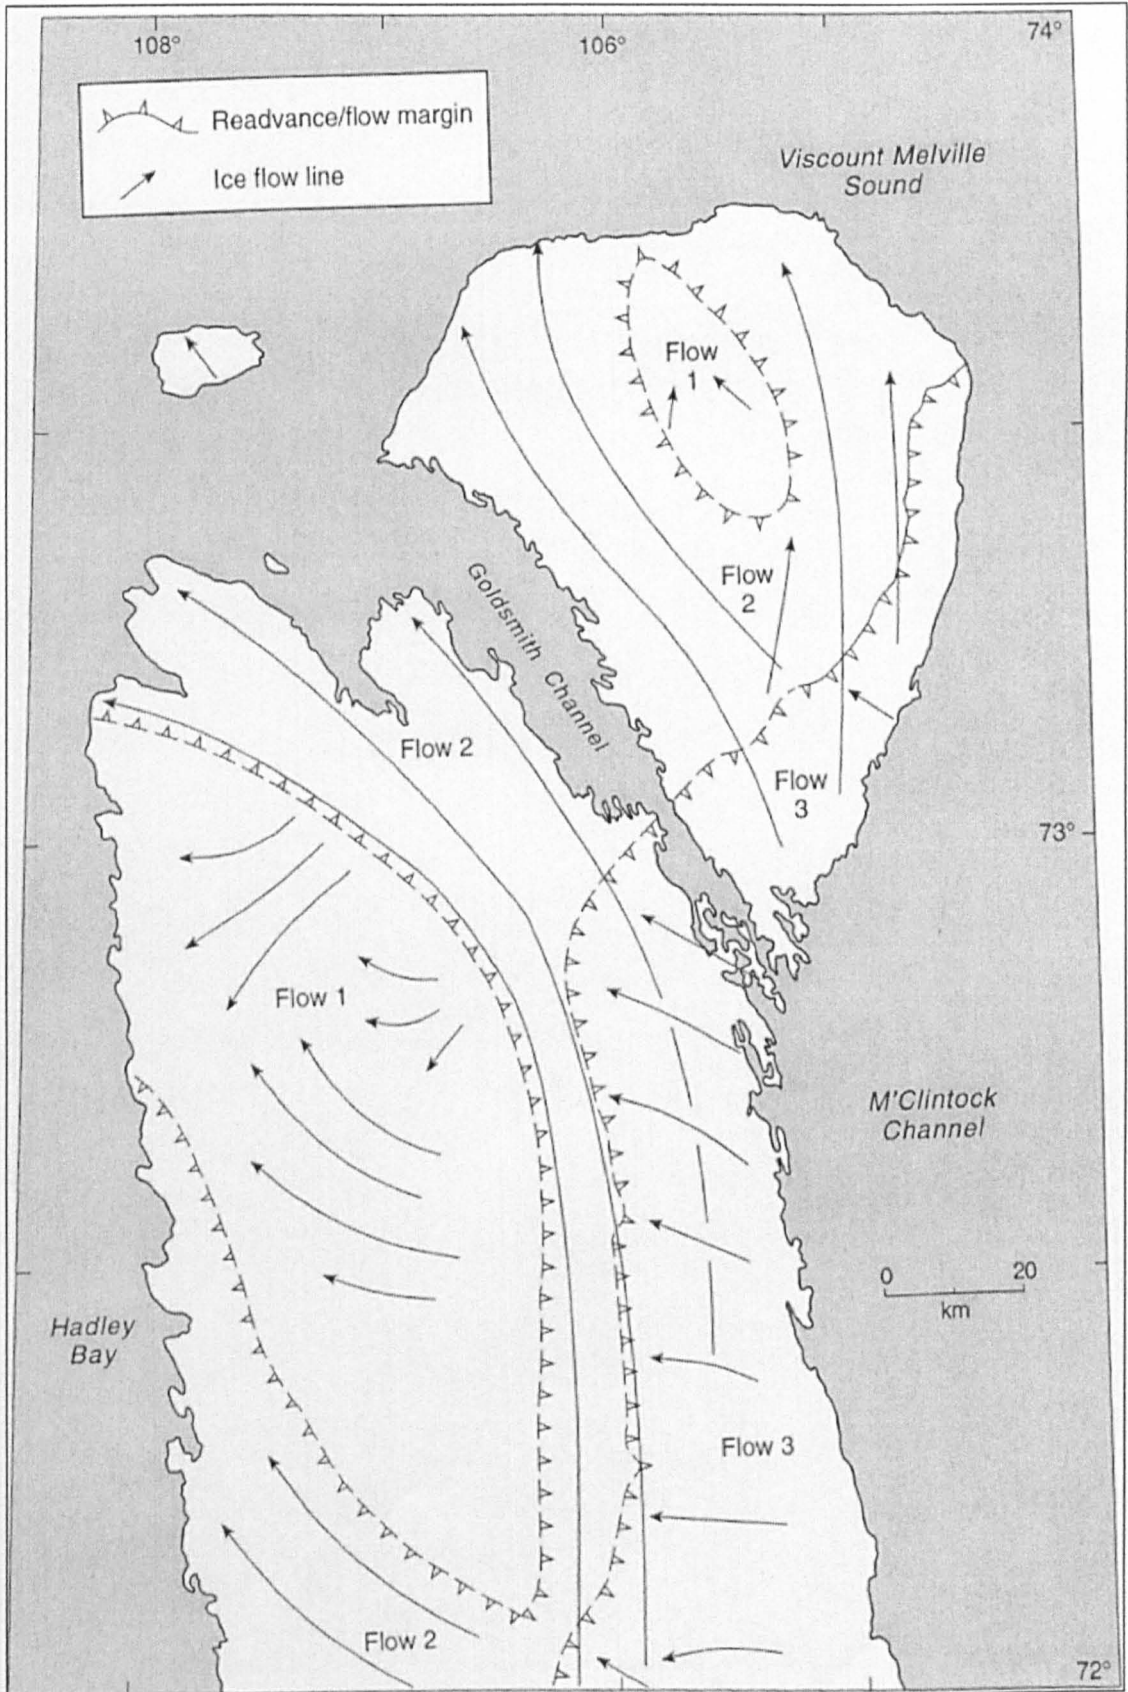 108°
106°
74°
Readvance/flow margin
Ice flow line
Viscount Melville
Sound
Flow
1
Flow
2
Goldsmith Channel
Flow 2
Flow
3
73°
Flow 1
M'Clintock
Channel
0 20
km
Hadley
Bay
Flow 3
Flow 2
72°